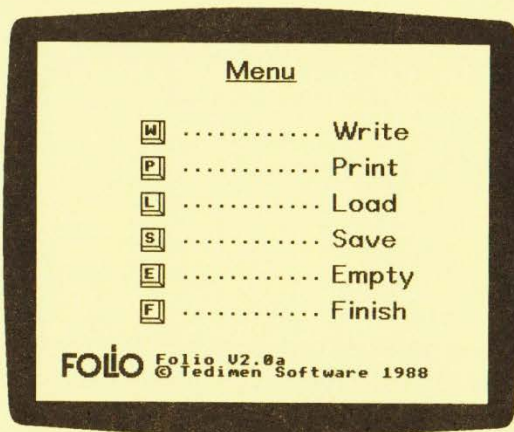 Menu
W ............ Write
P ............ Print
L ............ Load
S ............ Save
E ............ Empty
F ............ Finish
FOLIO Folio V2.0a
© Tedimen Software 1988